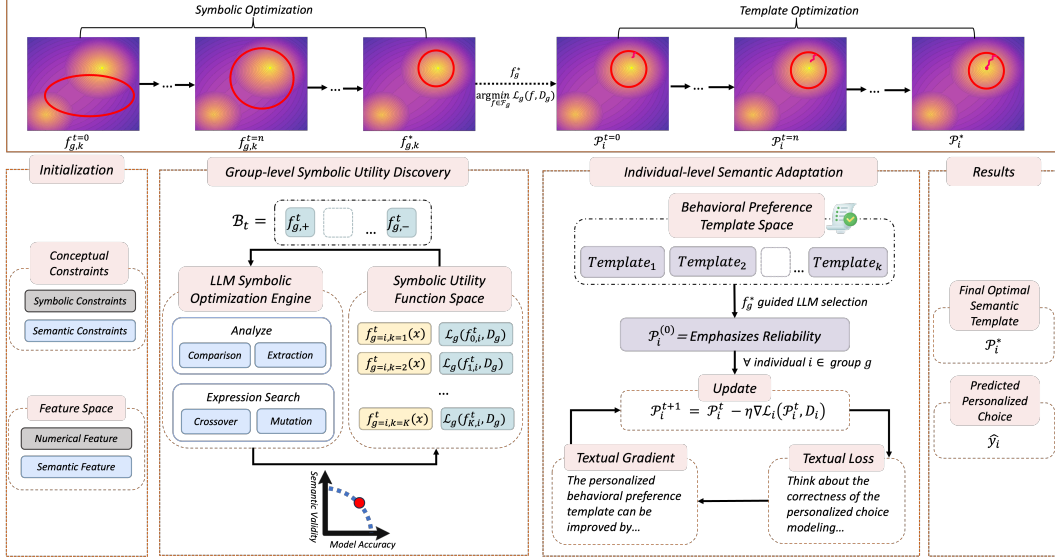 Symbolic Optimization
Template Optimization
... ... ... ...
f_g^*
argmin_{f∈ℱ_g} ℒ_g(f, D_g)
f_{g,k}^{t=0}
f_{g,k}^{t=n}
f_{g,k}^*
𝒫_i^{t=0}
𝒫_i^{t=n}
𝒫_i^*
Initialization
Conceptual
Constraints
Symbolic Constraints
Semantic Constraints
Feature Space
Numerical Feature
Semantic Feature
Group-level Symbolic Utility Discovery
ℬ_t = f_{g,+}^t ... f_{g,-}^t
LLM Symbolic
Optimization Engine
Analyze
Comparison Extraction
Expression Search
Crossover Mutation
Symbolic Utility
Function Space
f_{g=i,k=1}^t(x) ℒ_g(f_{0,i}^t, D_g)
f_{g=i,k=2}^t(x) ℒ_g(f_{1,i}^t, D_g)
...
f_{g=i,k=K}^t(x) ℒ_g(f_{K,i}^t, D_g)
Semantic
Validity
Model Accuracy
Individual-level Semantic Adaptation
Behavioral Preference
Template Space
Template_1 Template_2 ... Template_k
f_g^* guided LLM selection
𝒫_i^{(0)} = Emphasizes Reliability
∀ individual i ∈ group g
Update
𝒫_i^{t+1} = 𝒫_i^t − η∇ℒ_i(𝒫_i^t, D_i)
Textual Gradient
The personalized
behavioral preference
template can be
improved by...
Textual Loss
Think about the
correctness of the
personalized choice
modeling...
Results
Final Optimal
Semantic
Template
𝒫_i^*
Predicted
Personalized
Choice
ŷ_i